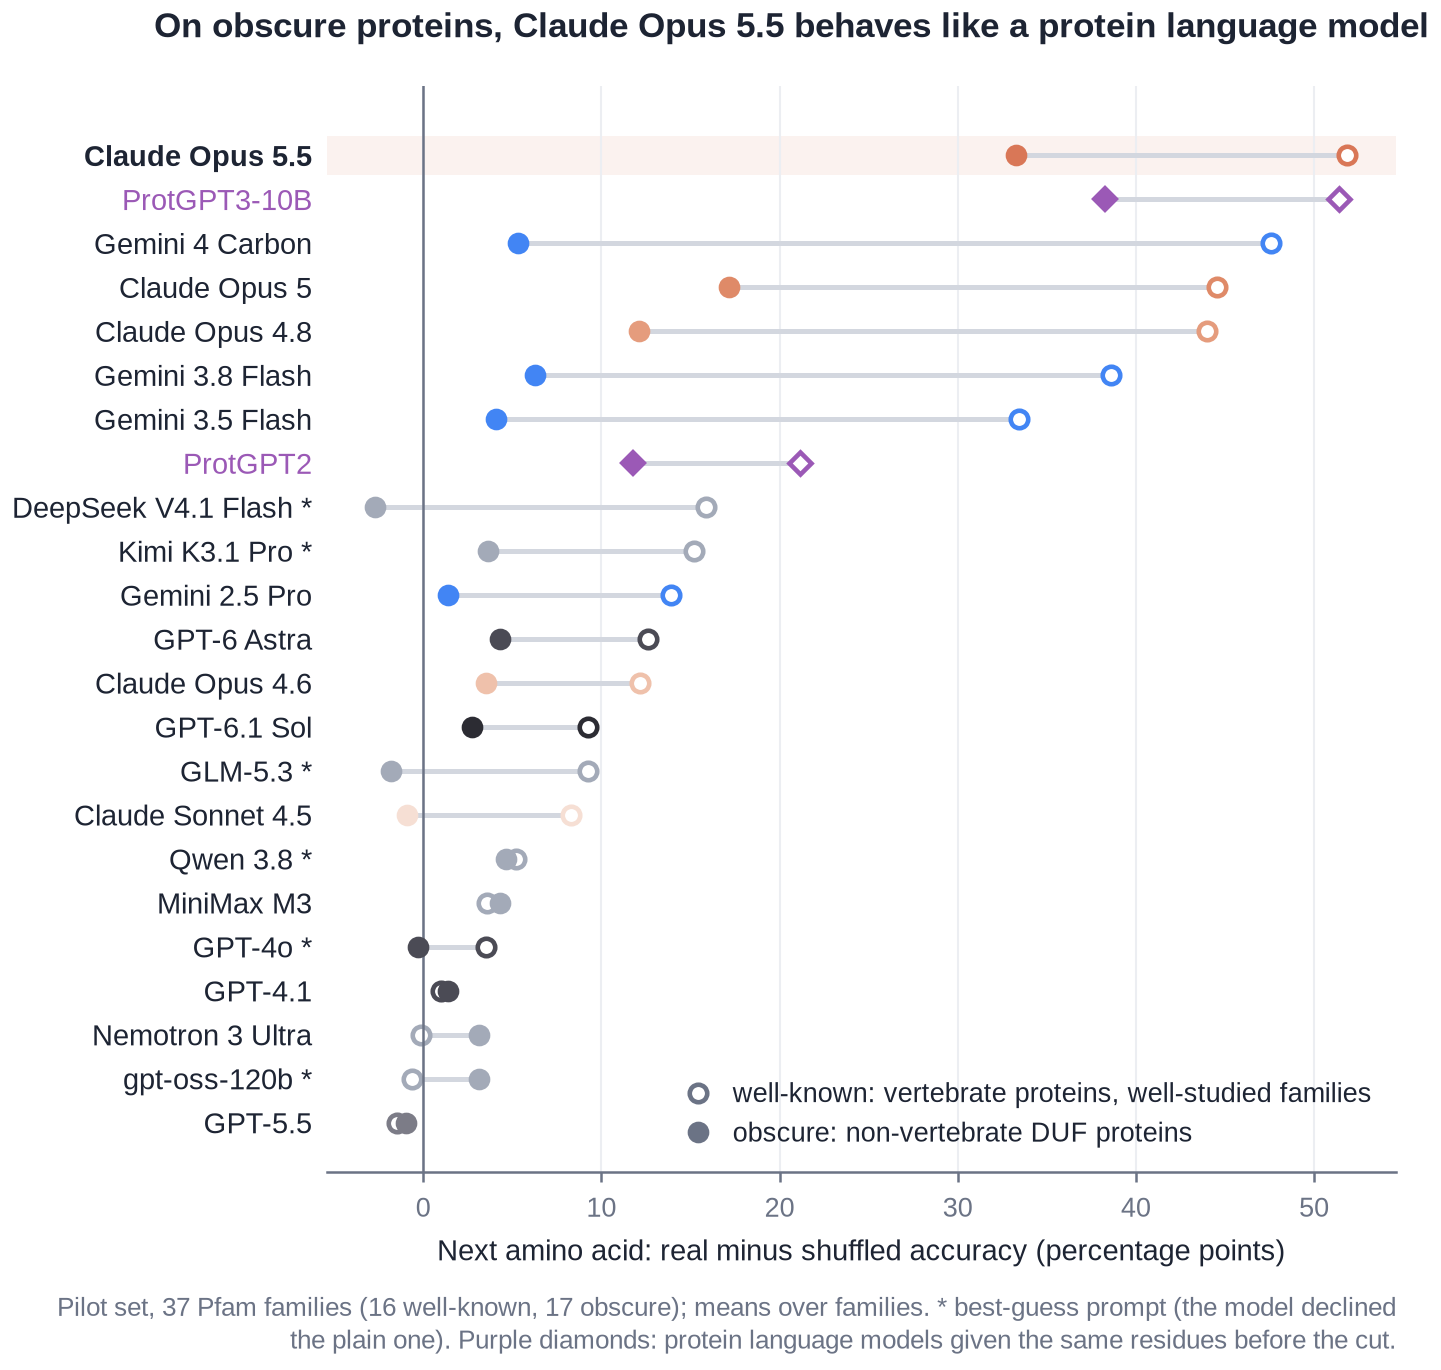 On obscure proteins, Claude Opus 5.5 behaves like a protein language model
Claude Opus 5.5
ProtGPT3-10B
Gemini 4 Carbon
Claude Opus 5
Claude Opus 4.8
Gemini 3.8 Flash
Gemini 3.5 Flash
ProtGPT2
DeepSeek V4.1 Flash *
Kimi K3.1 Pro *
Gemini 2.5 Pro
GPT-6 Astra
Claude Opus 4.6
GPT-6.1 Sol
GLM-5.3 *
Claude Sonnet 4.5
Qwen 3.8 *
MiniMax M3
GPT-4o *
GPT-4.1
Nemotron 3 Ultra
gpt-oss-120b *
GPT-5.5
well-known: vertebrate proteins, well-studied families
obscure: non-vertebrate DUF proteins
0 10 20 30 40 50
Next amino acid: real minus shuffled accuracy (percentage points)
Pilot set, 37 Pfam families (16 well-known, 17 obscure); means over families. * best-guess prompt (the model declined
the plain one). Purple diamonds: protein language models given the same residues before the cut.